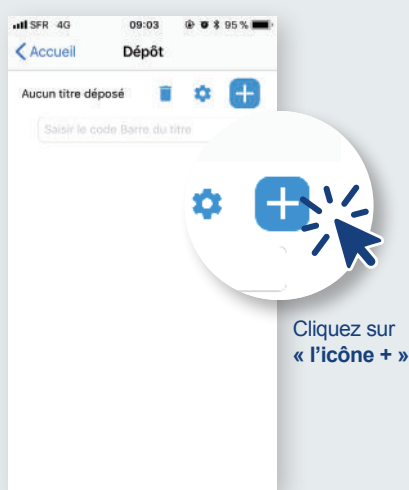 SFR 4G 09:03 95 %
Accueil Dépôt
Aucun titre déposé
Saisir le code Barre du titre
Cliquez sur
« l’icône + »